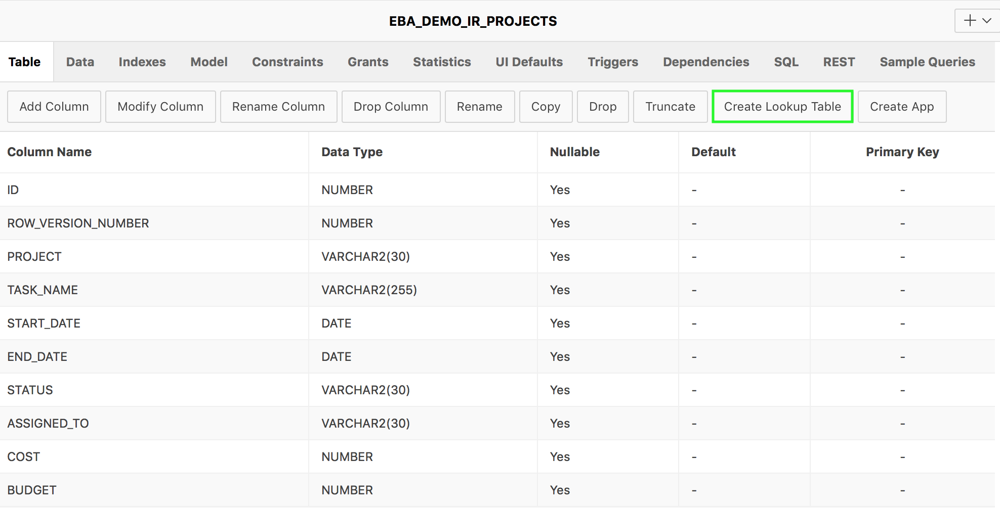 EBA_DEMO_IR_PROJECTS
Table Data Indexes Model Constraints Grants Statistics UI Defaults Triggers Dependencies SQL REST Sample Queries
Add Column Modify Column Rename Column Drop Column Rename Copy Drop Truncate Create Lookup Table Create App
Column Name Data Type Nullable Default Primary Key
ID NUMBER Yes - -
ROW_VERSION_NUMBER NUMBER Yes - -
PROJECT VARCHAR2(30) Yes - -
TASK_NAME VARCHAR2(255) Yes - -
START_DATE DATE Yes - -
END_DATE DATE Yes - -
STATUS VARCHAR2(30) Yes - -
ASSIGNED_TO VARCHAR2(30) Yes - -
COST NUMBER Yes - -
BUDGET NUMBER Yes - -